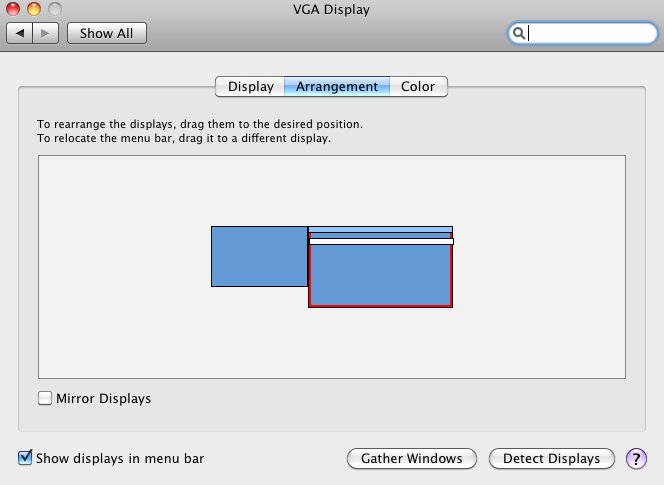 VGA Display
Show All
Display Arrangement Color
To rearrange the displays, drag them to the desired position.
To relocate the menu bar, drag it to a different display.
Mirror Displays
Show displays in menu bar
Gather Windows
Detect Displays
?